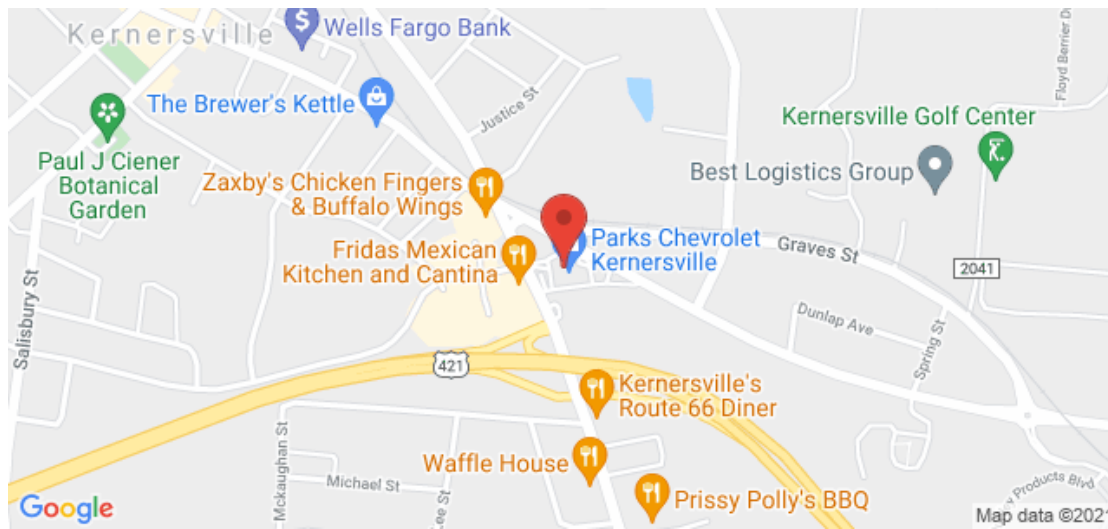 Kernersville
$
Wells Fargo Bank
The Brewer's Kettle
Justice St
Kernersville Golf Center
Floyd Berrier D
Paul J Ciener
Botanical
Garden
Zaxby's Chicken Fingers
& Buffalo Wings
Best Logistics Group
Fridas Mexican
Kitchen and Cantina
Parks Chevrolet
Kernersville
Graves St
2041
Salisbury St
Dunlap Ave
Spring St
421
Kernersville's
Route 66 Diner
Mckaughan St
Michael St
Lee St
Waffle House
Prissy Polly's BBQ
Products Blvd
Google
Map data ©2021